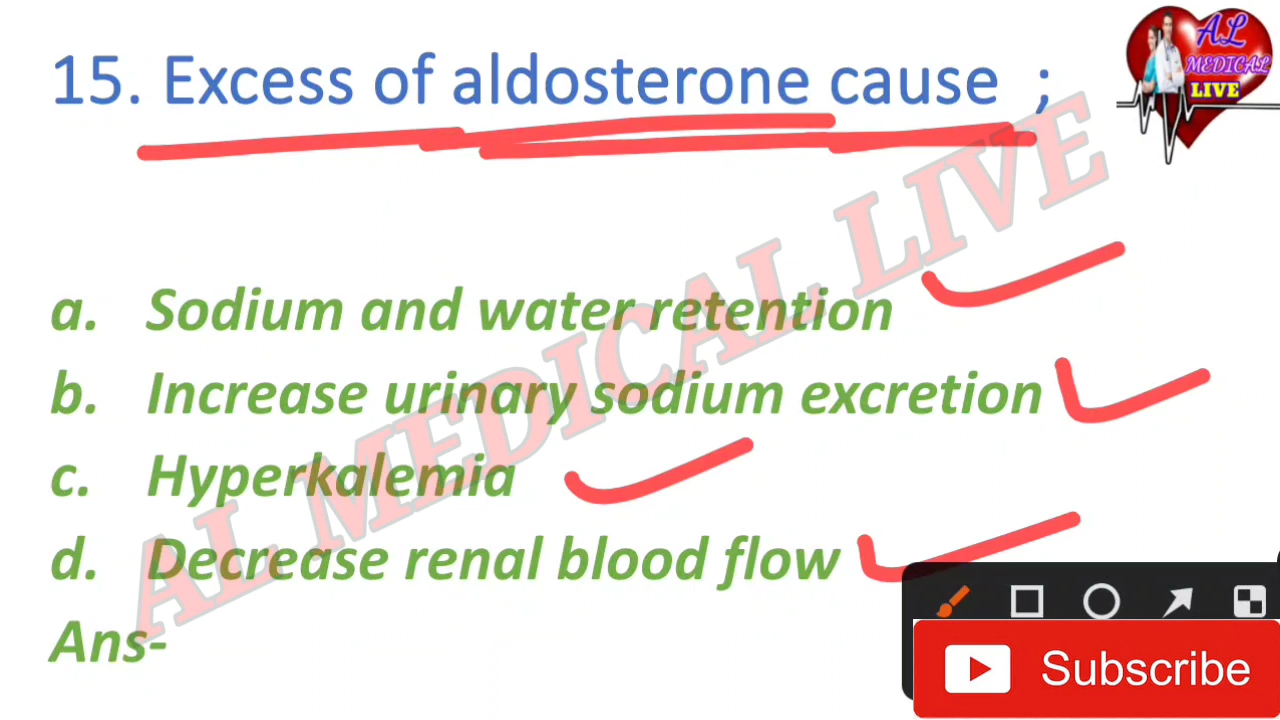 15. Excess of aldosterone cause ;
AL
MEDICAL
LIVE
a. Sodium and water retention
b. Increase urinary sodium excretion
c. Hyperkalemia
d. Decrease renal blood flow
Ans-
AL MEDICAL LIVE
Subscribe